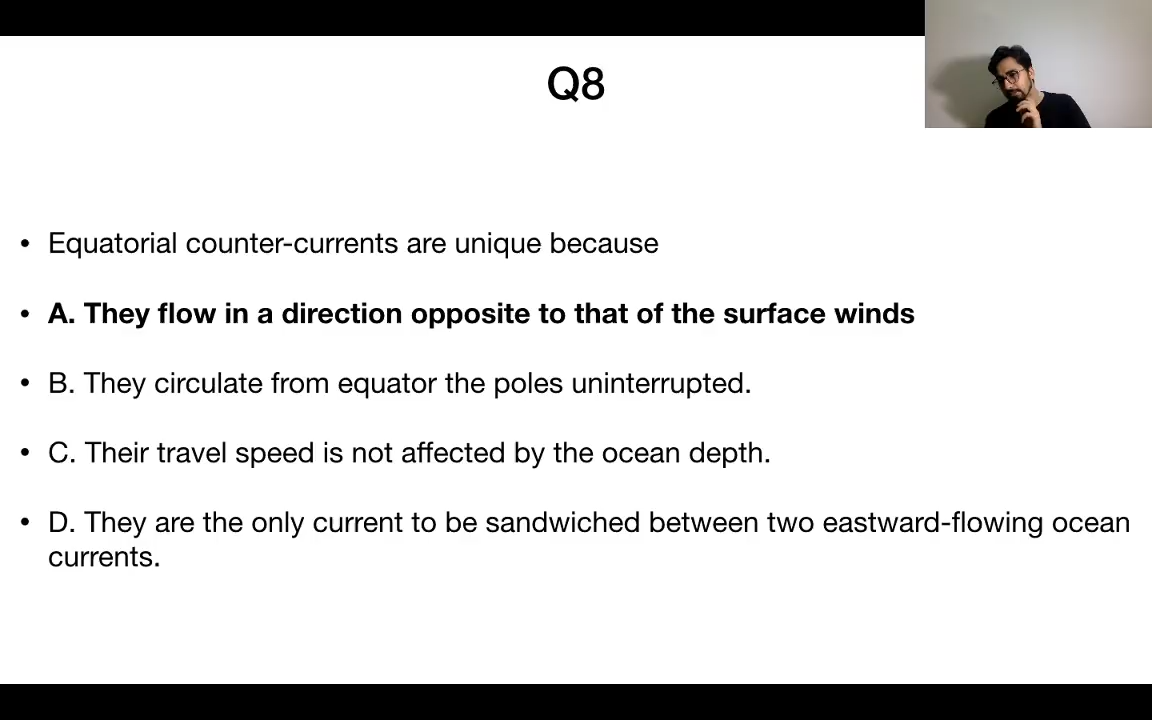 Q8
• Equatorial counter-currents are unique because
• A. They flow in a direction opposite to that of the surface winds
• B. They circulate from equator the poles uninterrupted.
• C. Their travel speed is not affected by the ocean depth.
• D. They are the only current to be sandwiched between two eastward-flowing ocean
currents.